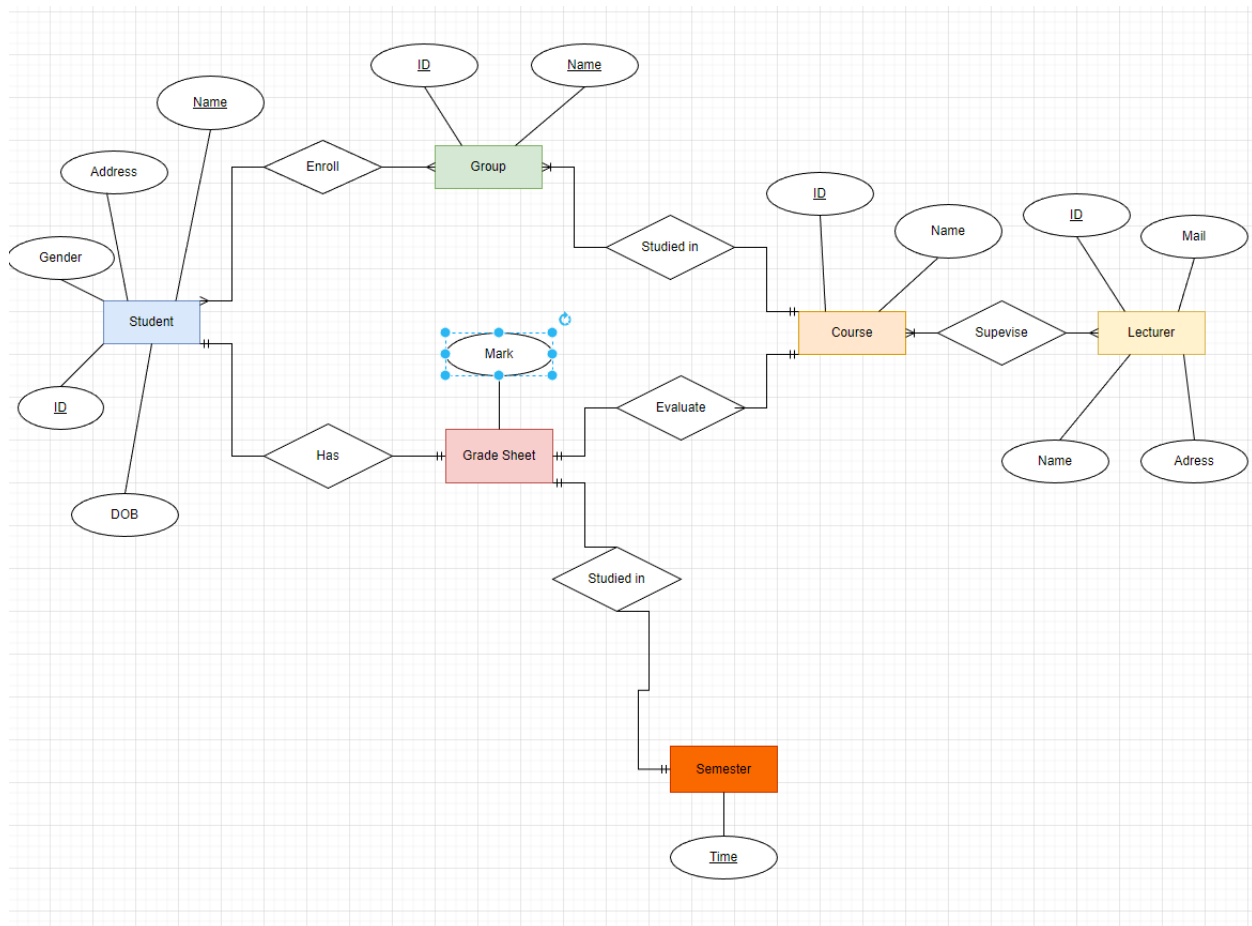 ID
Name
Name
Enroll
Group
Address
ID
ID
Name
Mail
Studied in
Gender
Student
Course
Supevise
Lecturer
Mark
ID
Evaluate
Has
Grade Sheet
Name
Adress
DOB
Studied in
Semester
Time